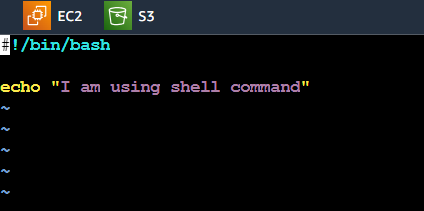 EC2 S3
#!/bin/bash
echo "I am using shell command"
~
~
~
~
~